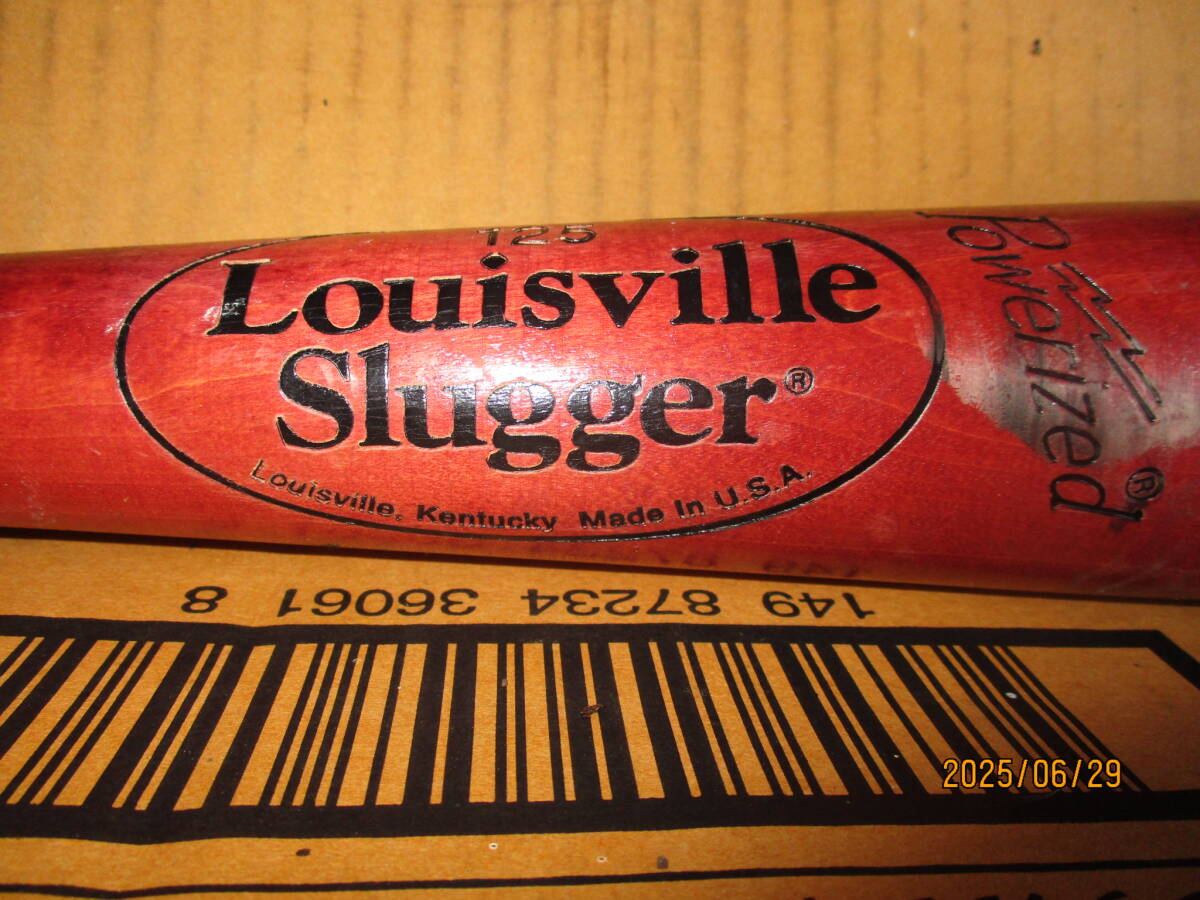 125
Louisville
Slugger®
Louisville, Kentucky Made In U.S.A.
Powerized®
149 87234 36061 8
2025/06/29